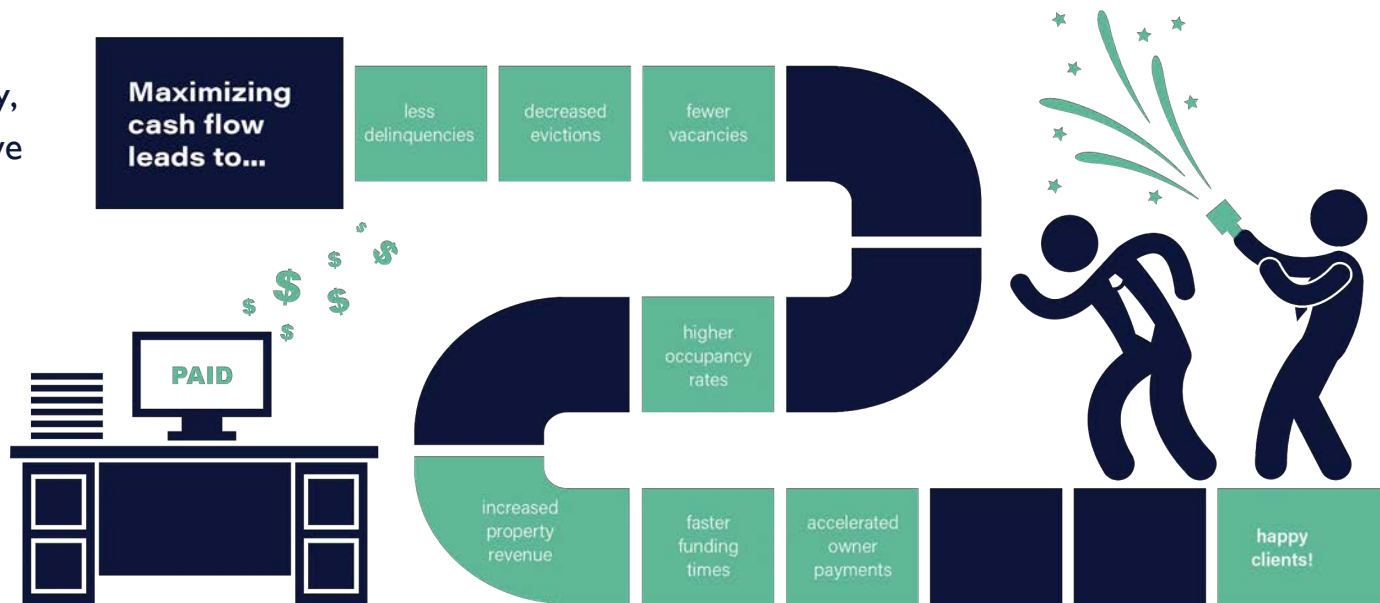 y,
ve
Maximizing
cash flow
leads to...
less
delinquencies
decreased
evictions
fewer
vacancies
$
$
$
$
$
$
$
PAID
higher
occupancy
rates
increased
property
revenue
faster
funding
times
accelerated
owner
payments
happy
clients!